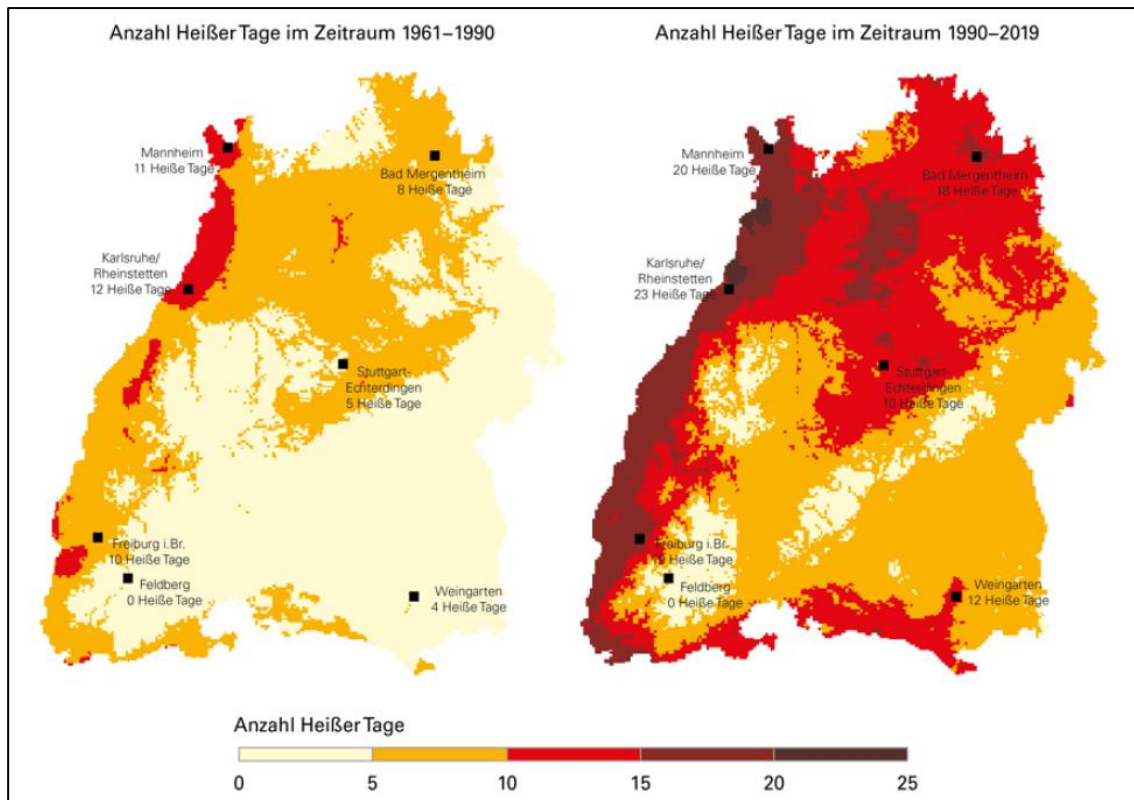 Anzahl Heißer Tage im Zeitraum 1961–1990
Mannheim
11 Heiße Tage
Bad Mergentheim
8 Heiße Tage
Karlsruhe/
Rheinstetten
12 Heiße Tage
Stuttgart-
Echterdingen
5 Heiße Tage
Freiburg i.Br.
10 Heiße Tage
Feldberg
0 Heiße Tage
Weingarten
4 Heiße Tage
Anzahl Heißer Tage im Zeitraum 1990–2019
Mannheim
20 Heiße Tage
Bad Mergentheim
18 Heiße Tage
Karlsruhe/
Rheinstetten
23 Heiße Tage
Stuttgart-
Echterdingen
10 Heiße Tage
Freiburg i.Br.
Heiße Tage
Feldberg
0 Heiße Tage
Weingarten
12 Heiße Tage
Anzahl Heißer Tage
0 5 10 15 20 25